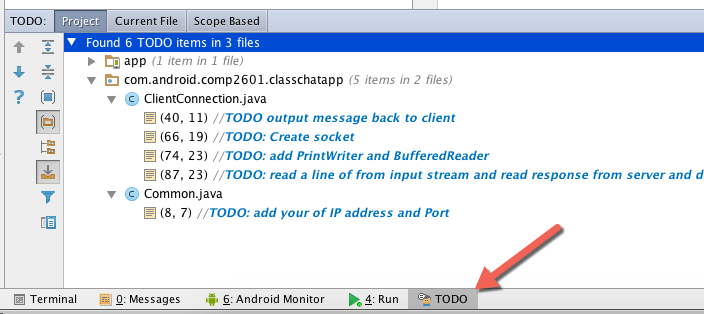 TODO: Project Current File Scope Based
Found 6 TODO items in 3 files
app (1 item in 1 file)
com.android.comp2601.classchatapp (5 items in 2 files)
ClientConnection.java
(40, 11) //TODO output message back to client
(66, 19) //TODO: Create socket
(74, 23) //TODO: add PrintWriter and BufferedReader
(87, 23) //TODO: read a line of from input stream and read response from server and d
Common.java
(8, 7) //TODO: add your of IP address and Port
Terminal 0: Messages 6: Android Monitor 4: Run TODO